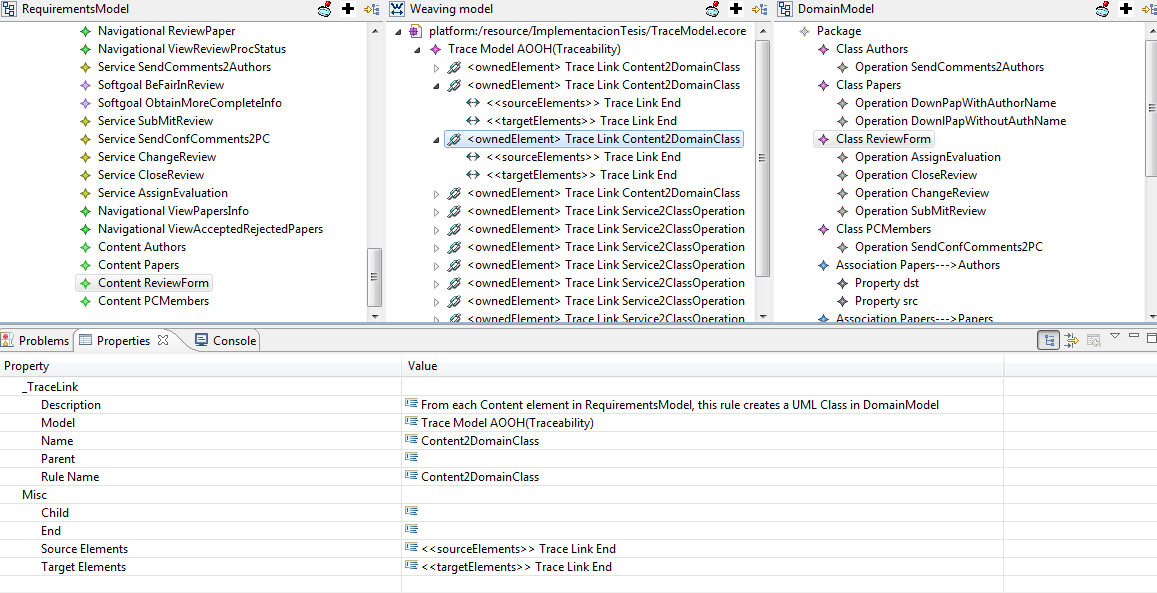 RequirementsModel
Navigational ReviewPaper
Navigational ViewReviewProcStatus
Service SendComments2Authors
Softgoal BeFairInReview
Softgoal ObtainMoreCompleteInfo
Service SubMitReview
Service SendConfComments2PC
Service ChangeReview
Service CloseReview
Service AssignEvaluation
Navigational ViewPapersInfo
Navigational ViewAcceptedRejectedPapers
Content Authors
Content Papers
Content ReviewForm
Content PCMembers
Weaving model
platform:/resource/ImplementacionTesis/TraceModel.ecore
Trace Model AOOH(Traceability)
<ownedElement> Trace Link Content2DomainClass
<ownedElement> Trace Link Content2DomainClass
<<sourceElements>> Trace Link End
<<targetElements>> Trace Link End
<ownedElement> Trace Link Content2DomainClass
<<sourceElements>> Trace Link End
<<targetElements>> Trace Link End
<ownedElement> Trace Link Content2DomainClass
<ownedElement> Trace Link Service2ClassOperation
<ownedElement> Trace Link Service2ClassOperation
<ownedElement> Trace Link Service2ClassOperation
<ownedElement> Trace Link Service2ClassOperation
<ownedElement> Trace Link Service2ClassOperation
<ownedElement> Trace Link Service2ClassOperation
<ownedElement> Trace Link Service2ClassOperation
DomainModel
Package
Class Authors
Operation SendComments2Authors
Class Papers
Operation DownPapWithAuthorName
Operation DownlPapWithoutAuthName
Class ReviewForm
Operation AssignEvaluation
Operation CloseReview
Operation ChangeReview
Operation SubMitReview
Class PCMembers
Operation SendConfComments2PC
Association Papers--->Authors
Property dst
Property src
Association Papers--->Papers
Problems Properties Console
Property Value
_TraceLink
Description From each Content element in RequirementsModel, this rule creates a UML Class in DomainModel
Model Trace Model AOOH(Traceability)
Name Content2DomainClass
Parent
Rule Name Content2DomainClass
Misc
Child
End
Source Elements <<sourceElements>> Trace Link End
Target Elements <<targetElements>> Trace Link End